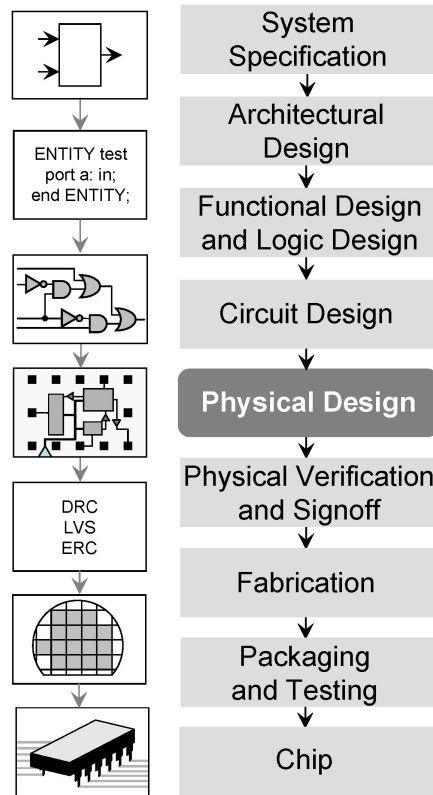 System
Specification
Architectural
Design
ENTITY test
port a: in;
end ENTITY;
Functional Design
and Logic Design
Circuit Design
Physical Design
Physical Verification
and Signoff
DRC
LVS
ERC
Fabrication
Packaging
and Testing
Chip